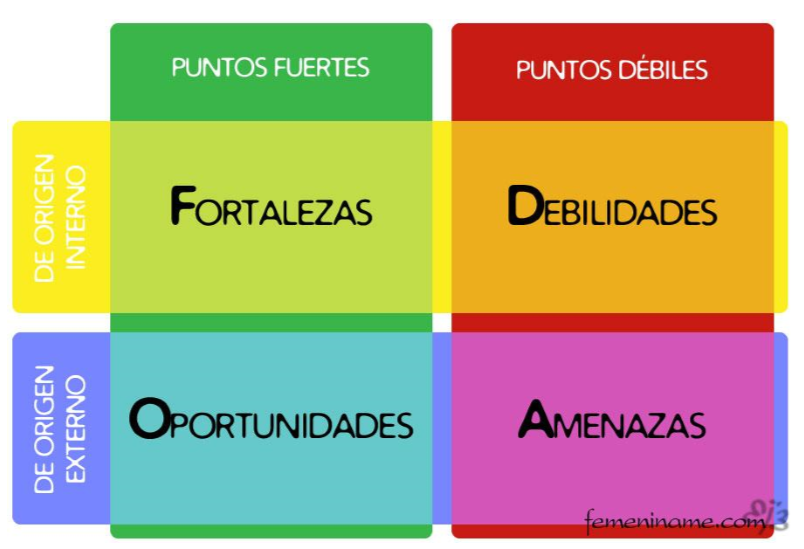 PUNTOS FUERTES
PUNTOS DÉBILES
DE ORIGEN
INTERNO
FORTALEZAS
DEBILIDADES
DE ORIGEN
EXTERNO
OPORTUNIDADES
AMENAZAS
femeniname.com